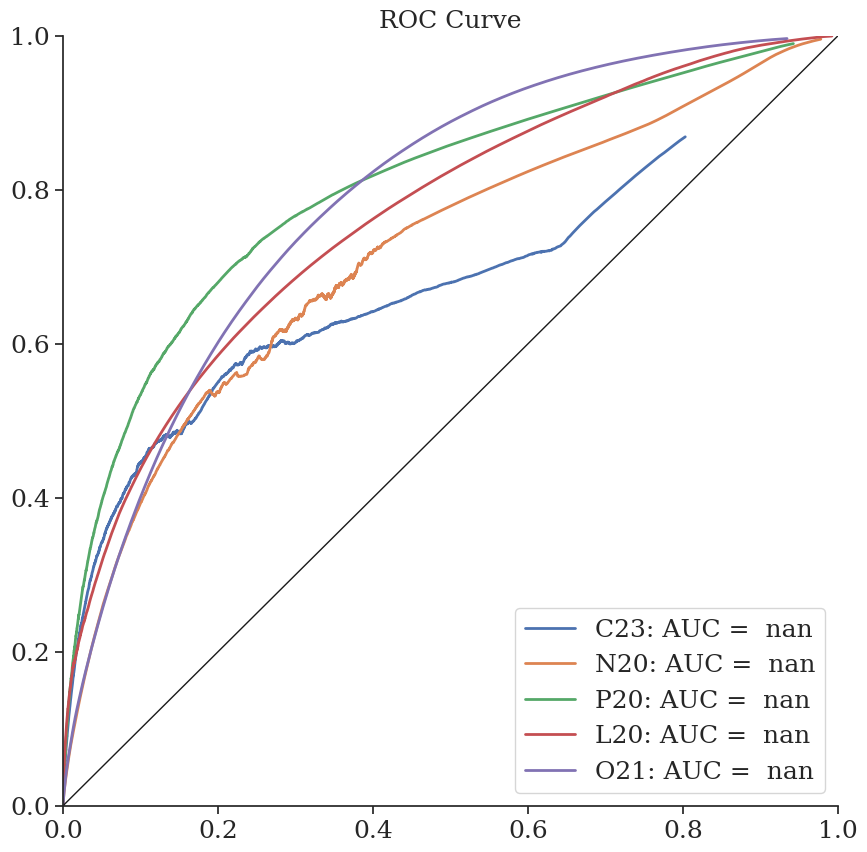 ROC Curve
1.0
0.8
0.6
0.4
0.2
0.0
0.0 0.2 0.4 0.6 0.8 1.0
C23: AUC =  nan
N20: AUC =  nan
P20: AUC =  nan
L20: AUC =  nan
O21: AUC =  nan